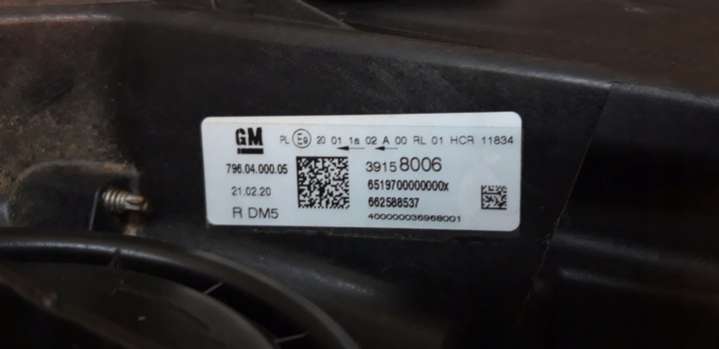 GM PL E9 20 01 1a 02 A 00 RL 01 HCR 11834
796.04.000.05 39158006
21.02.20 6519700000000X
R DM5 662588537
400000036968001